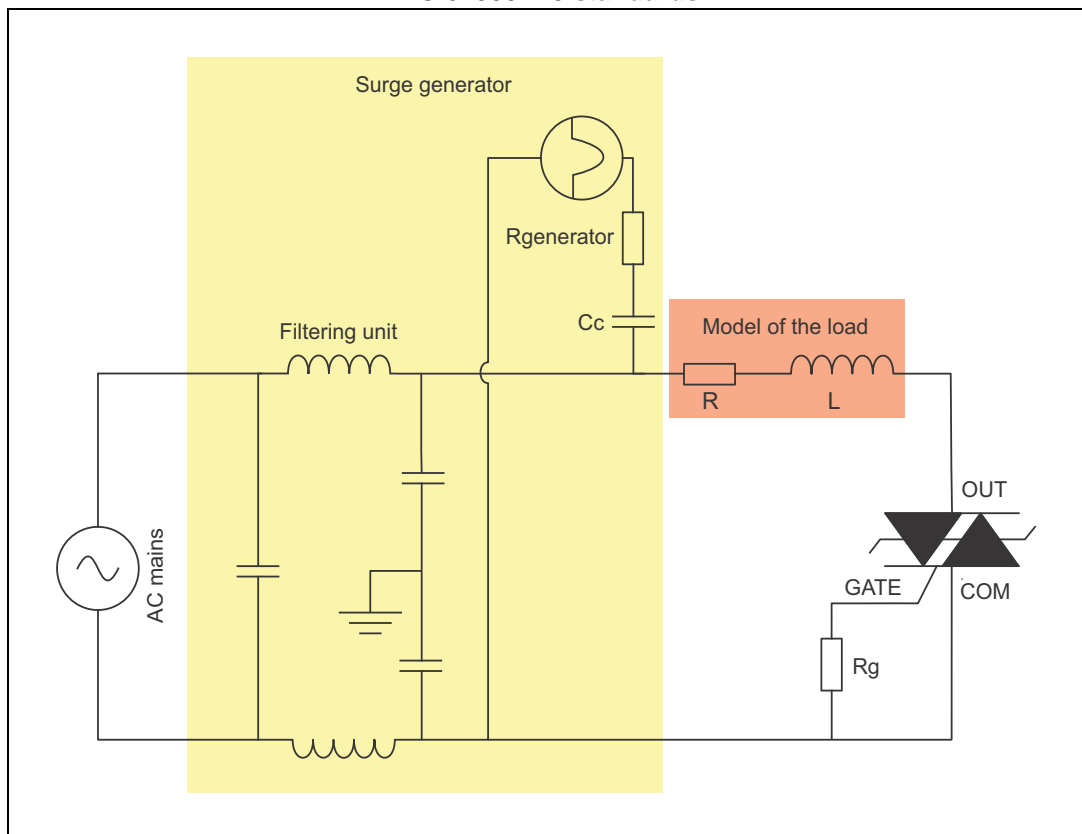 Surge generator
Rgenerator
Cc
Model of the load
Filtering unit
R
L
OUT
AC mains
GATE
COM
Rg